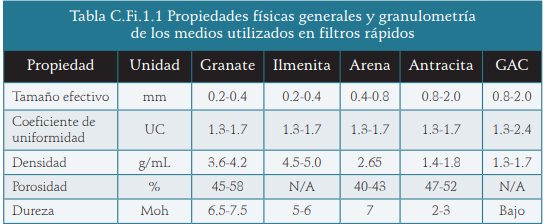 Tabla C.Fi.1.1 Propiedades físicas generales y granulometría
de los medios utilizados en filtros rápidos
Propiedad Unidad Granate Ilmenita Arena Antracita GAC
Tamaño efectivo mm 0.2-0.4 0.2-0.4 0.4-0.8 0.8-2.0 0.8-2.0
Coeficiente de
uniformidad UC 1.3-1.7 1.3-1.7 1.3-1.7 1.3-1.7 1.3-2.4
Densidad g/mL 3.6-4.2 4.5-5.0 2.65 1.4-1.8 1.3-1.7
Porosidad % 45-58 N/A 40-43 47-52 N/A
Dureza Moh 6.5-7.5 5-6 7 2-3 Bajo